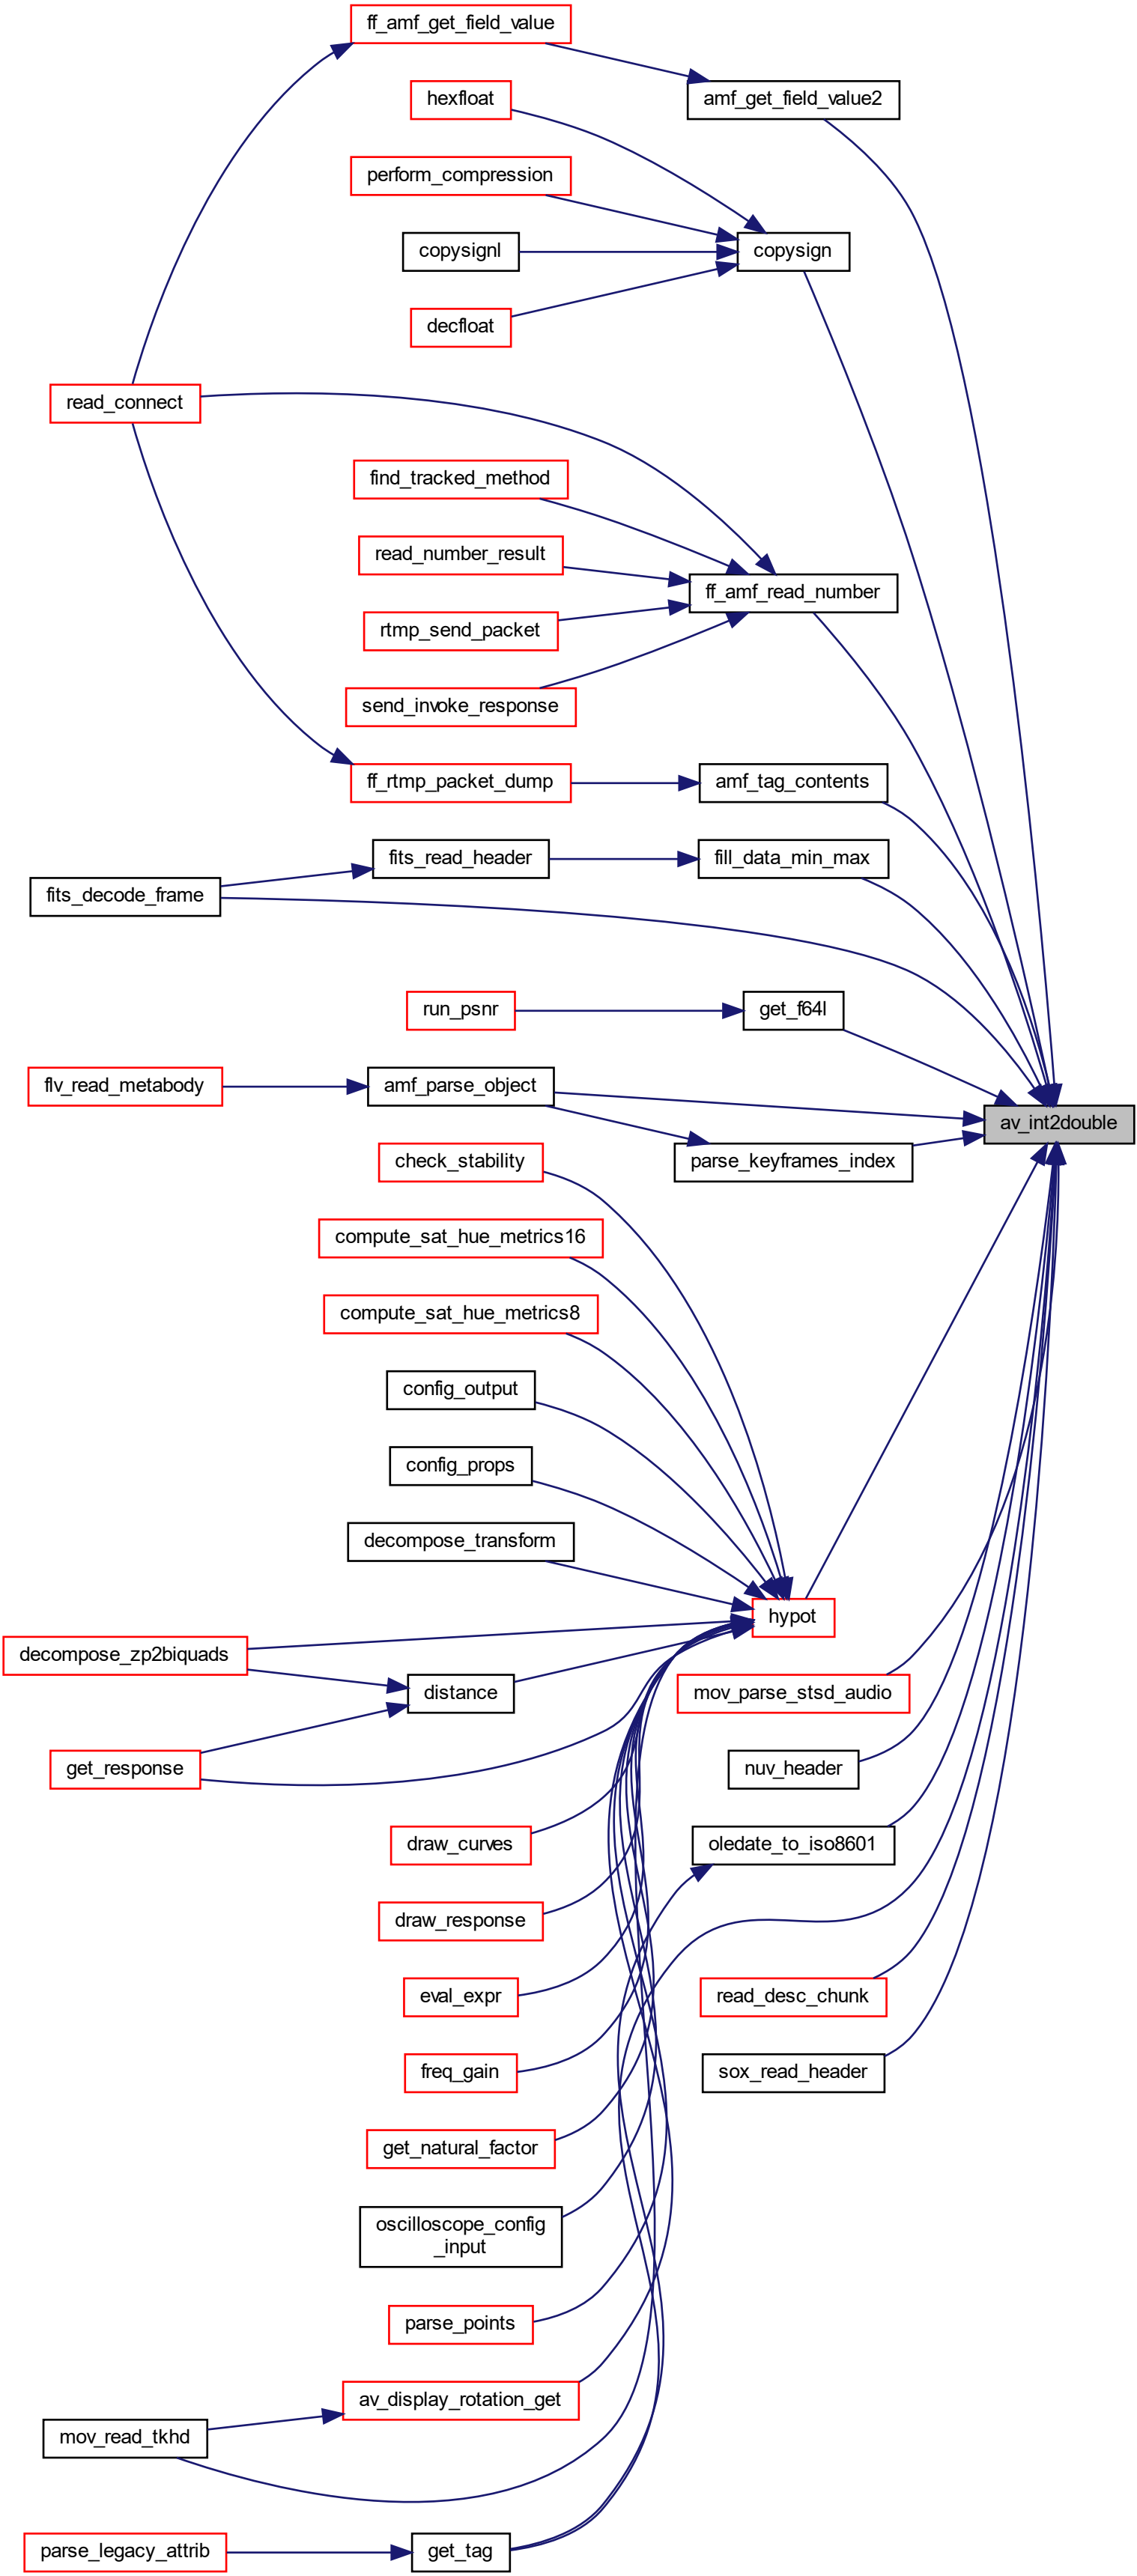 ff_amf_get_field_value
amf_get_field_value2
hexfloat
perform_compression
copysign
copysignl
decfloat
read_connect
find_tracked_method
read_number_result
ff_amf_read_number
rtmp_send_packet
send_invoke_response
ff_rtmp_packet_dump
amf_tag_contents
fits_read_header
fill_data_min_max
fits_decode_frame
run_psnr
get_f64l
flv_read_metabody
amf_parse_object
av_int2double
check_stability
parse_keyframes_index
compute_sat_hue_metrics16
compute_sat_hue_metrics8
config_output
config_props
decompose_transform
hypot
decompose_zp2biquads
distance
mov_parse_stsd_audio
get_response
nuv_header
draw_curves
oledate_to_iso8601
draw_response
eval_expr
read_desc_chunk
freq_gain
sox_read_header
get_natural_factor
oscilloscope_config
_input
parse_points
av_display_rotation_get
mov_read_tkhd
parse_legacy_attrib
get_tag